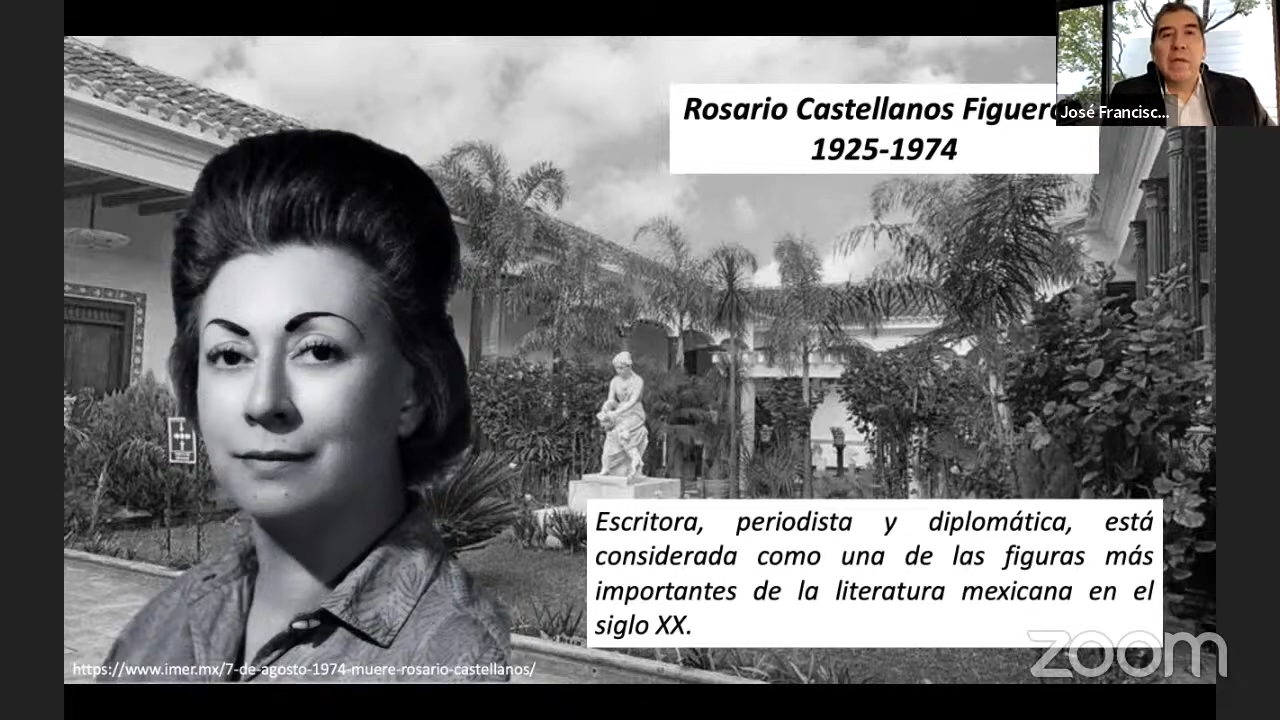 Rosario Castellanos Figuero
1925-1974
José Francisc...
Escritora, periodista y diplomática, está
considerada como una de las figuras más
importantes de la literatura mexicana en el
siglo XX.
https://www.imer.mx/7-de-agosto-1974-muere-rosario-castellanos/
zoom